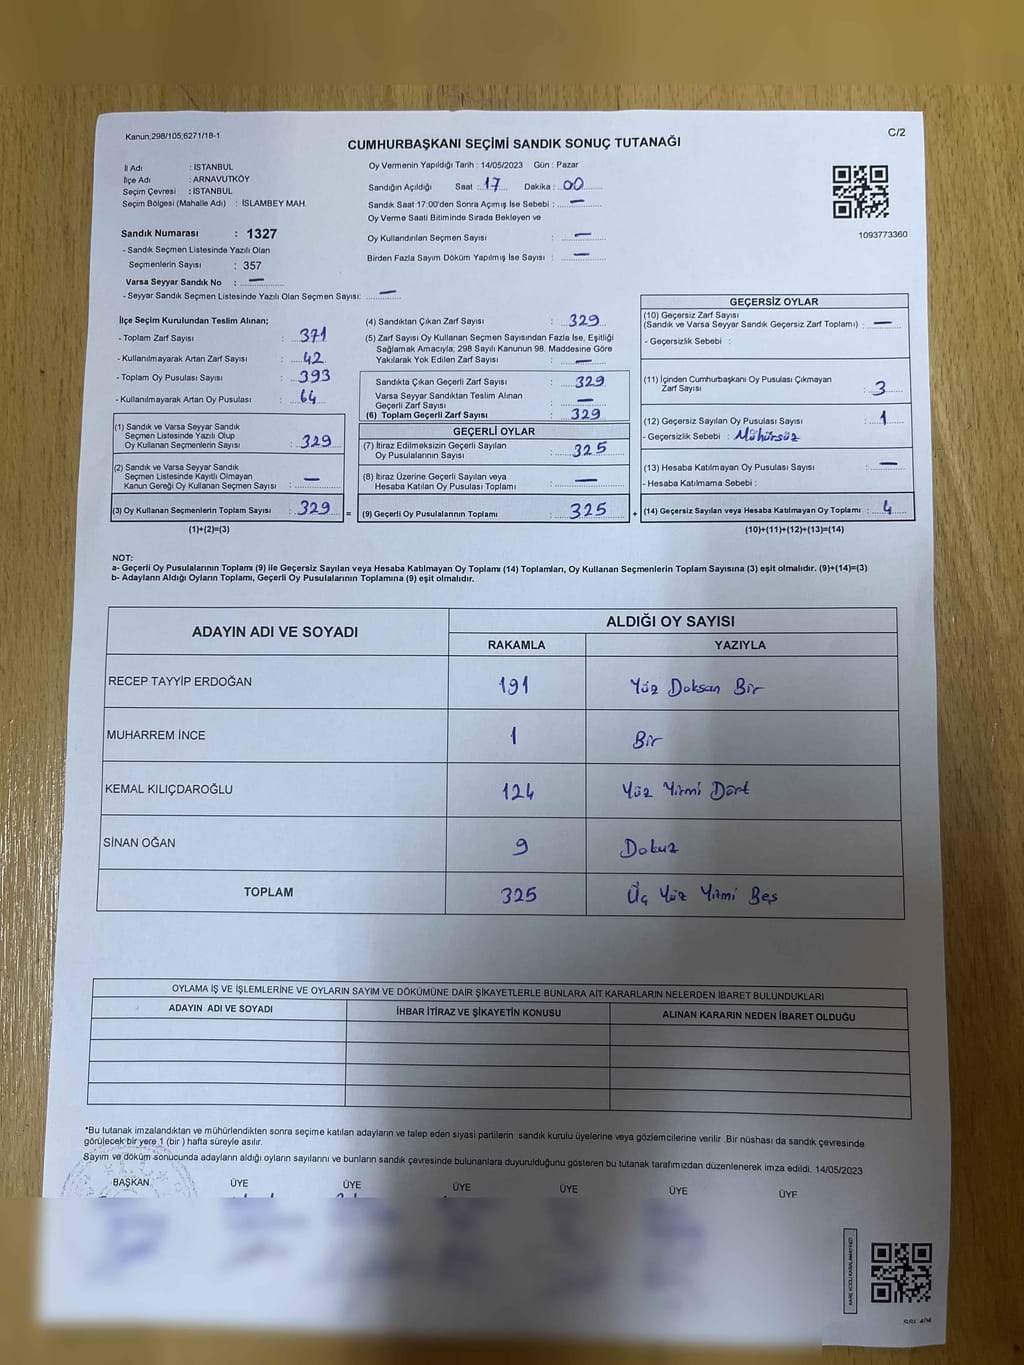 Kanun;298/105,6271/18-1
C/2
CUMHURBAŞKANI SEÇİMİ SANDIK SONUÇ TUTANAĞI
İl Adı : İSTANBUL
İlçe Adı : ARNAVUTKÖY
Seçim Çevresi : İSTANBUL
Seçim Bölgesi (Mahalle Adı) : İSLAMBEY MAH.
Sandık Numarası : 1327
- Sandık Seçmen Listesinde Yazılı Olan
Seçmenlerin Sayısı : 357
Varsa Seyyar Sandık No : —
- Seyyar Sandık Seçmen Listesinde Yazılı Olan Seçmen Sayısı: —
Oy Vermenin Yapıldığı Tarih : 14/05/2023 Gün : Pazar
Sandığın Açıldığı Saat : 17 Dakika : 00
Sandık Saat 17:00'den Sonra Açımış İse Sebebi : —
Oy Verme Saati Bitiminde Sırada Bekleyen ve
Oy Kullandırılan Seçmen Sayısı : —
Birden Fazla Sayım Döküm Yapılmış İse Sayısı : —
1093773360
İlçe Seçim Kurulundan Teslim Alınan;
- Toplam Zarf Sayısı : 371
- Kullanılmayarak Artan Zarf Sayısı : 42
- Toplam Oy Pusulası Sayısı : 393
- Kullanılmayarak Artan Oy Pusulası : 64
(1) Sandık ve Varsa Seyyar Sandık
Seçmen Listesinde Yazılı Olup
Oy Kullanan Seçmenlerin Sayısı : 329
(2) Sandık ve Varsa Seyyar Sandık
Seçmen Listesinde Kayıtlı Olmayan
Kanun Gereği Oy Kullanan Seçmen Sayısı : —
(3) Oy Kullanan Seçmenlerin Toplam Sayısı : 329 =
(1)+(2)=(3)
(4) Sandıktan Çıkan Zarf Sayısı : 329
(5) Zarf Sayısı Oy Kullanan Seçmen Sayısından Fazla İse, Eşitliği
Sağlamak Amacıyla; 298 Sayılı Kanunun 98. Maddesine Göre
Yakılarak Yok Edilen Zarf Sayısı : —
Sandıkta Çıkan Geçerli Zarf Sayısı : 329
Varsa Seyyar Sandıktan Teslim Alınan
Geçerli Zarf Sayısı : —
(6) Toplam Geçerli Zarf Sayısı : 329
GEÇERLİ OYLAR
(7) İtiraz Edilmeksizin Geçerli Sayılan
Oy Pusulalarının Sayısı : 325
(8) İtiraz Üzerine Geçerli Sayılan veya
Hesaba Katılan Oy Pusulası Toplamı : —
(9) Geçerli Oy Pusulalarının Toplamı : 325 +
GEÇERSİZ OYLAR
(10) Geçersiz Zarf Sayısı
(Sandık ve Varsa Seyyar Sandık Geçersiz Zarf Toplamı) : —
- Geçersizlik Sebebi :
(11) İçinden Cumhurbaşkanı Oy Pusulası Çıkmayan
Zarf Sayısı : 3
(12) Geçersiz Sayılan Oy Pusulası Sayısı : 1
- Geçersizlik Sebebi : Mühürsüz
(13) Hesaba Katılmayan Oy Pusulası Sayısı : —
- Hesaba Katılmama Sebebi :
(14) Geçersiz Sayılan veya Hesaba Katılmayan Oy Toplamı : 4
(10)+(11)+(12)+(13)=(14)
NOT:
a- Geçerli Oy Pusulalarının Toplamı (9) ile Geçersiz Sayılan veya Hesaba Katılmayan Oy Toplamı (14) Toplamları, Oy Kullanan Seçmenlerin Toplam Sayısına (3) eşit olmalıdır. (9)+(14)=(3)
b- Adayların Aldığı Oyların Toplamı, Geçerli Oy Pusulalarının Toplamına (9) eşit olmalıdır.
ADAYIN ADI VE SOYADI
ALDIĞI OY SAYISI
RAKAMLA YAZIYLA
RECEP TAYYİP ERDOĞAN 191 Yüz Doksan Bir
MUHARREM İNCE 1 Bir
KEMAL KILIÇDAROĞLU 124 Yüz Yirmi Dört
SİNAN OĞAN 9 Dokuz
TOPLAM 325 Üç Yüz Yirmi Beş
OYLAMA İŞ VE İŞLEMLERİNE VE OYLARIN SAYIM VE DÖKÜMÜNE DAİR ŞİKAYETLERLE BUNLARA AİT KARARLARIN NELERDEN İBARET BULUNDUKLARI
ADAYIN ADI VE SOYADI İHBAR İTİRAZ VE ŞİKAYETİN KONUSU ALINAN KARARIN NEDEN İBARET OLDUĞU
*Bu tutanak imzalandıktan ve mühürlendikten sonra seçime katılan adayların ve talep eden siyasi partilerin sandık kurulu üyelerine veya gözlemcilerine verilir .Bir nüshası da sandık çevresinde
görülecek bir yere 1 (bir ) hafta süreyle asılır.
Sayım ve döküm sonucunda adayların aldığı oyların sayılarını ve bunların sandık çevresinde bulunanlara duyurulduğunu gösteren bu tutanak tarafımızdan düzenlenerek imza edildi. 14/05/2023
BAŞKAN ÜYE ÜYE ÜYE ÜYE ÜYE ÜYE